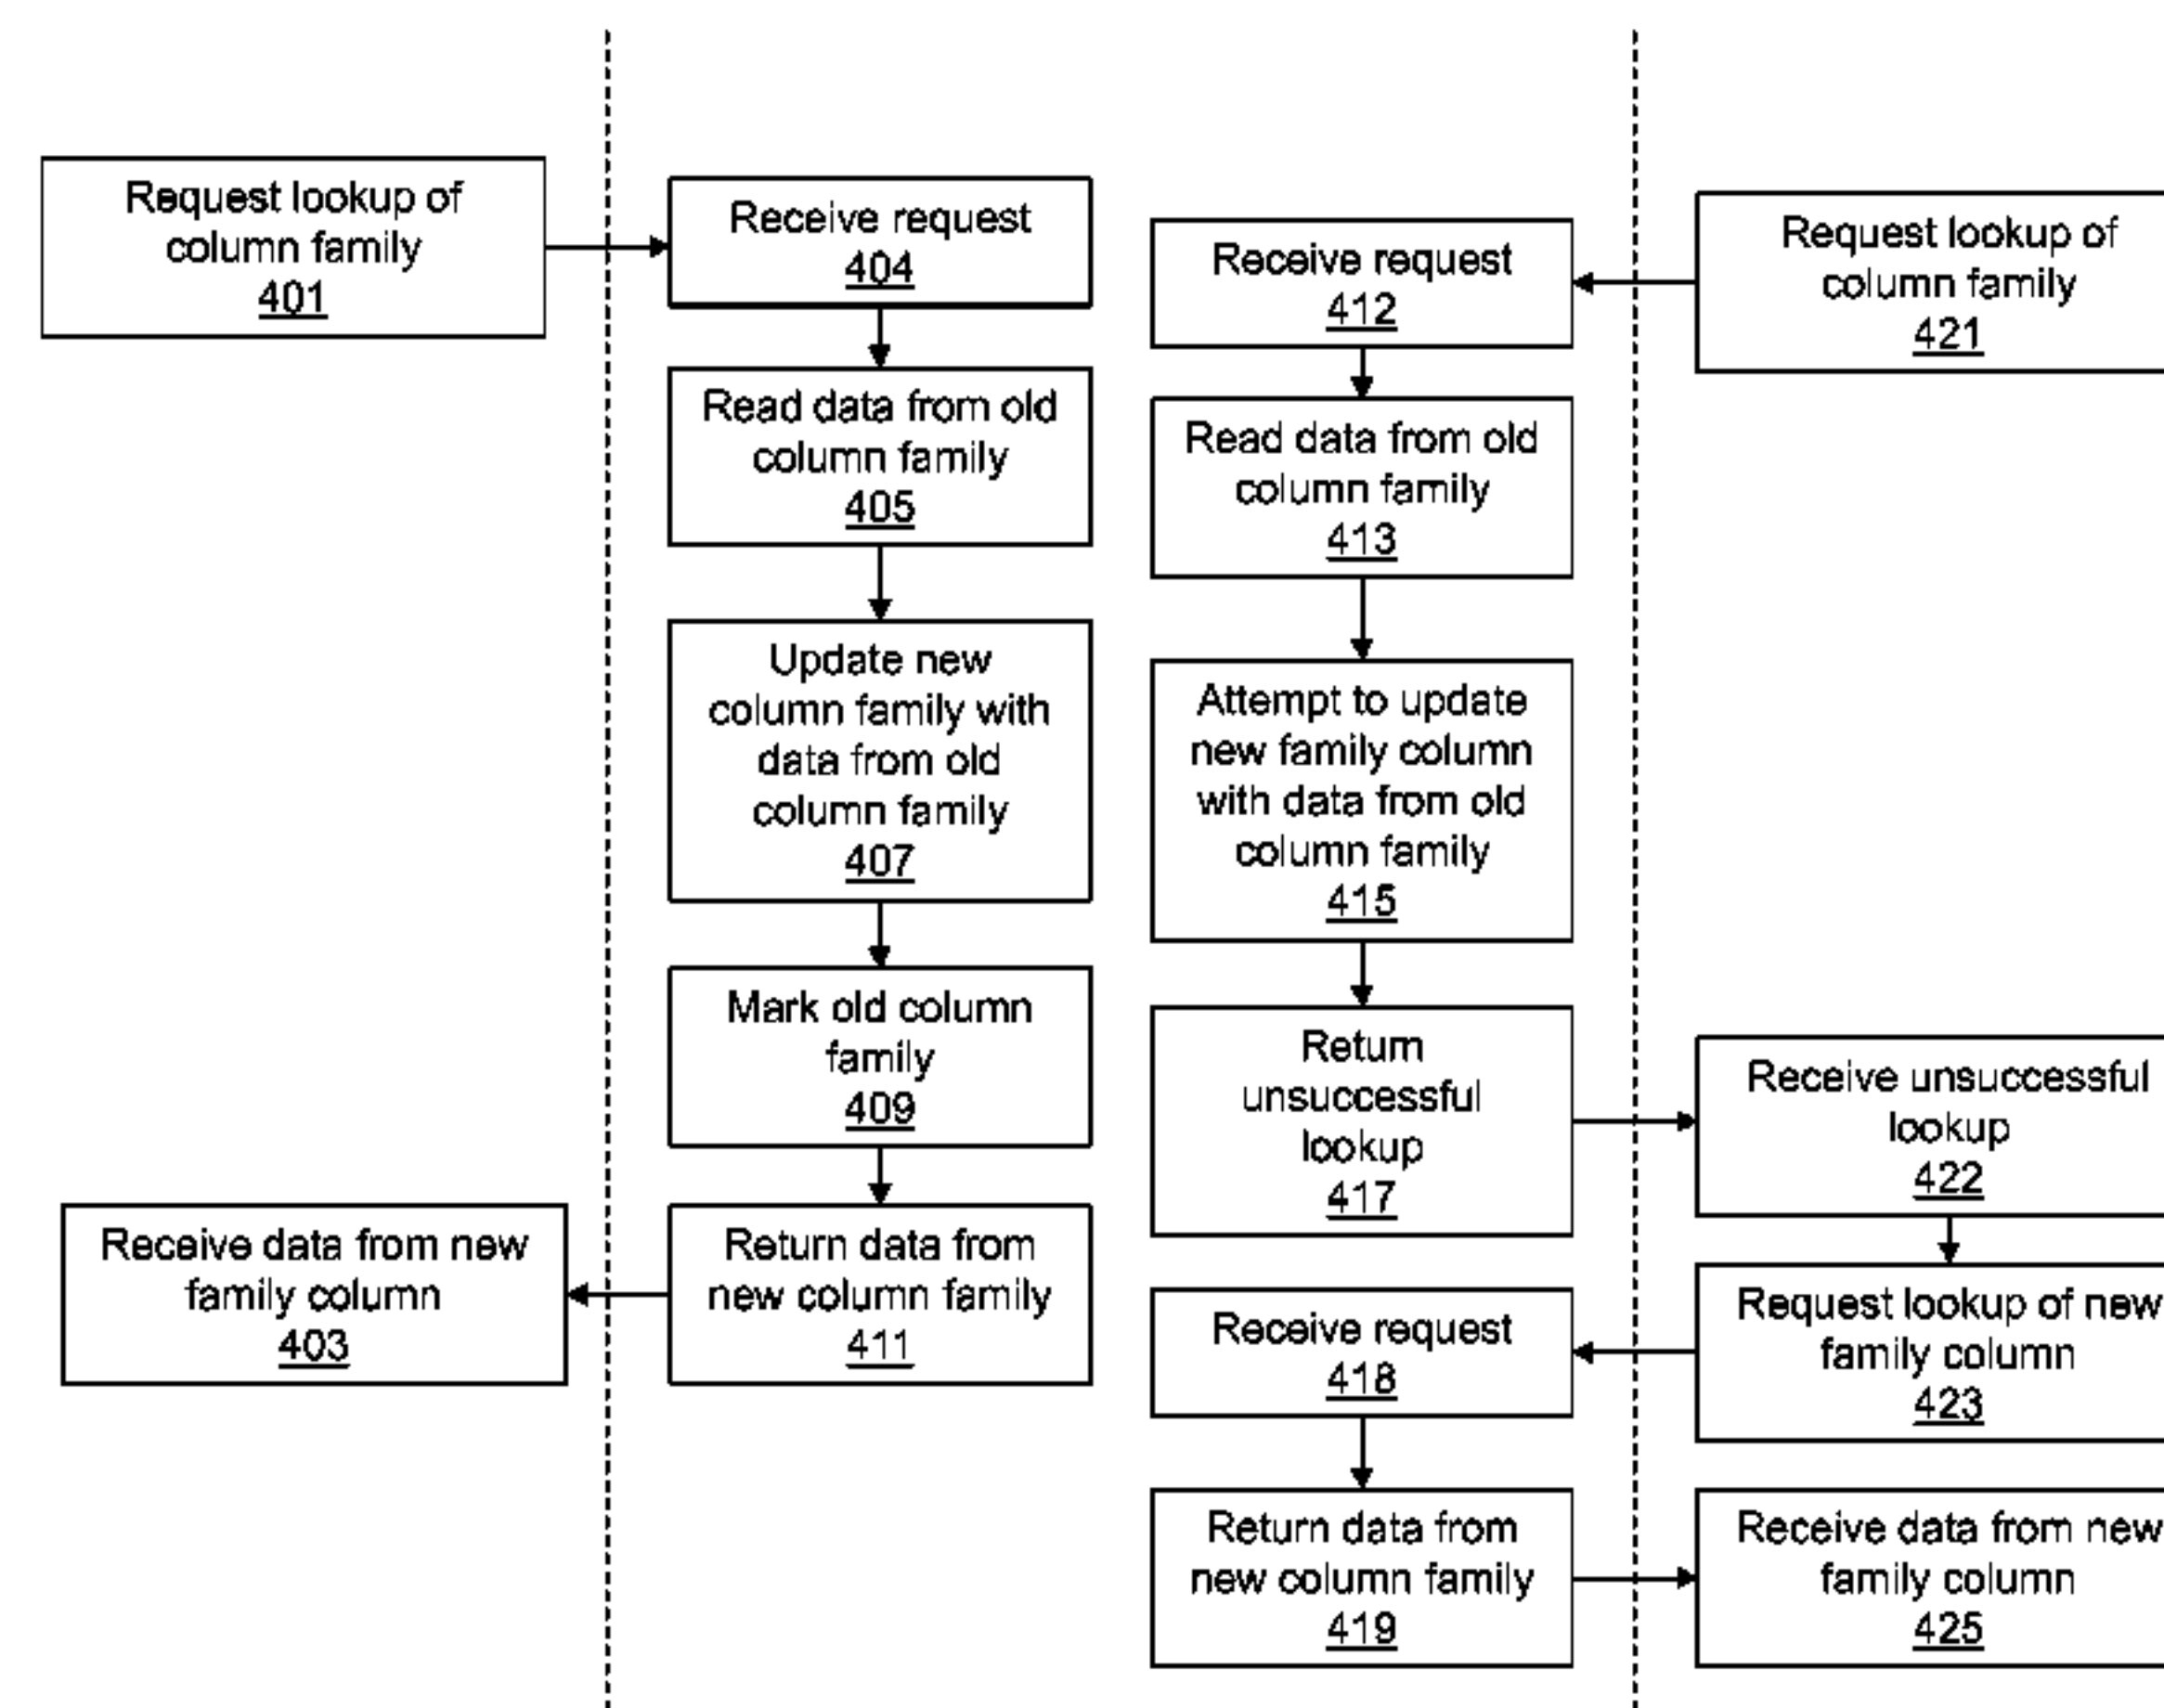 Request lookup of
column family
401
Receive request
404
Read data from old
column family
405
Update new
column family with
data from old
column family
407
Mark old column
family
409
Return data from
new column family
411
Receive data from new
family column
403
Request lookup of
column family
421
Receive request
412
Read data from old
column family
413
Attempt to update
new family column
with data from old
column family
415
Return
unsuccessful
lookup
417
Receive unsuccessful
lookup
422
Request lookup of new
family column
423
Receive request
418
Return data from
new column family
419
Receive data from new
family column
425